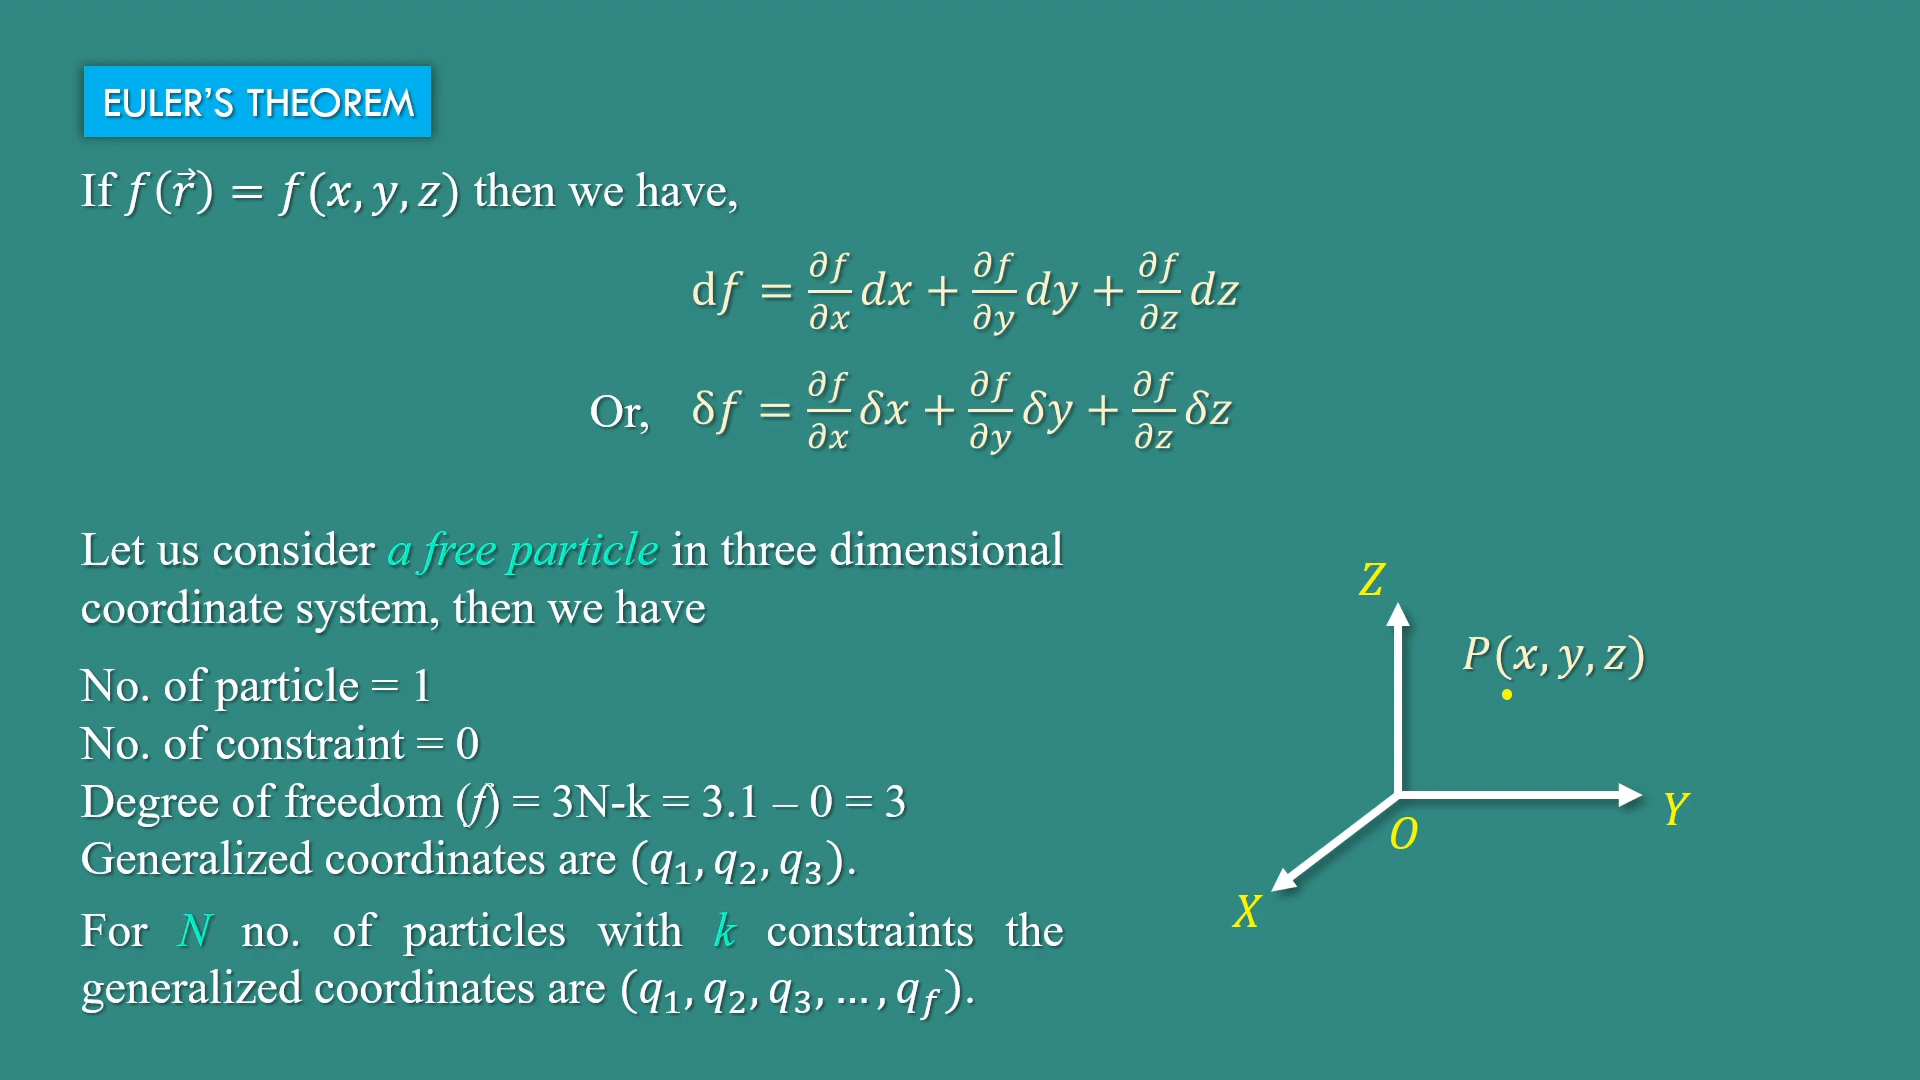 EULER'S THEOREM
If f(r⃗) = f(x, y, z) then we have,
df = ∂f/∂x dx + ∂f/∂y dy + ∂f/∂z dz
Or, δf = ∂f/∂x δx + ∂f/∂y δy + ∂f/∂z δz
Let us consider a free particle in three dimensional
coordinate system, then we have
No. of particle = 1
No. of constraint = 0
Degree of freedom (f) = 3N-k = 3.1 – 0 = 3
Generalized coordinates are (q₁, q₂, q₃).
For N no. of particles with k constraints the
generalized coordinates are (q₁, q₂, q₃, … , q_f).
Z
P(x, y, z)
Y
O
X